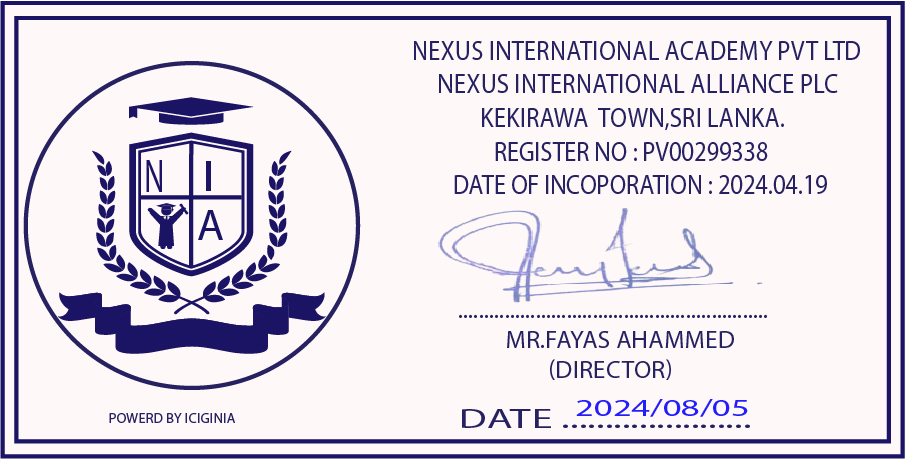 NEXUS INTERNATIONAL ACADEMY PVT LTD
NEXUS INTERNATIONAL ALLIANCE PLC
KEKIRAWA TOWN,SRI LANKA.
REGISTER NO : PV00299338
DATE OF INCOPORATION : 2024.04.19
N I
A
MR.FAYAS AHAMMED
(DIRECTOR)
DATE 2024/08/05
POWERD BY ICIGINIA